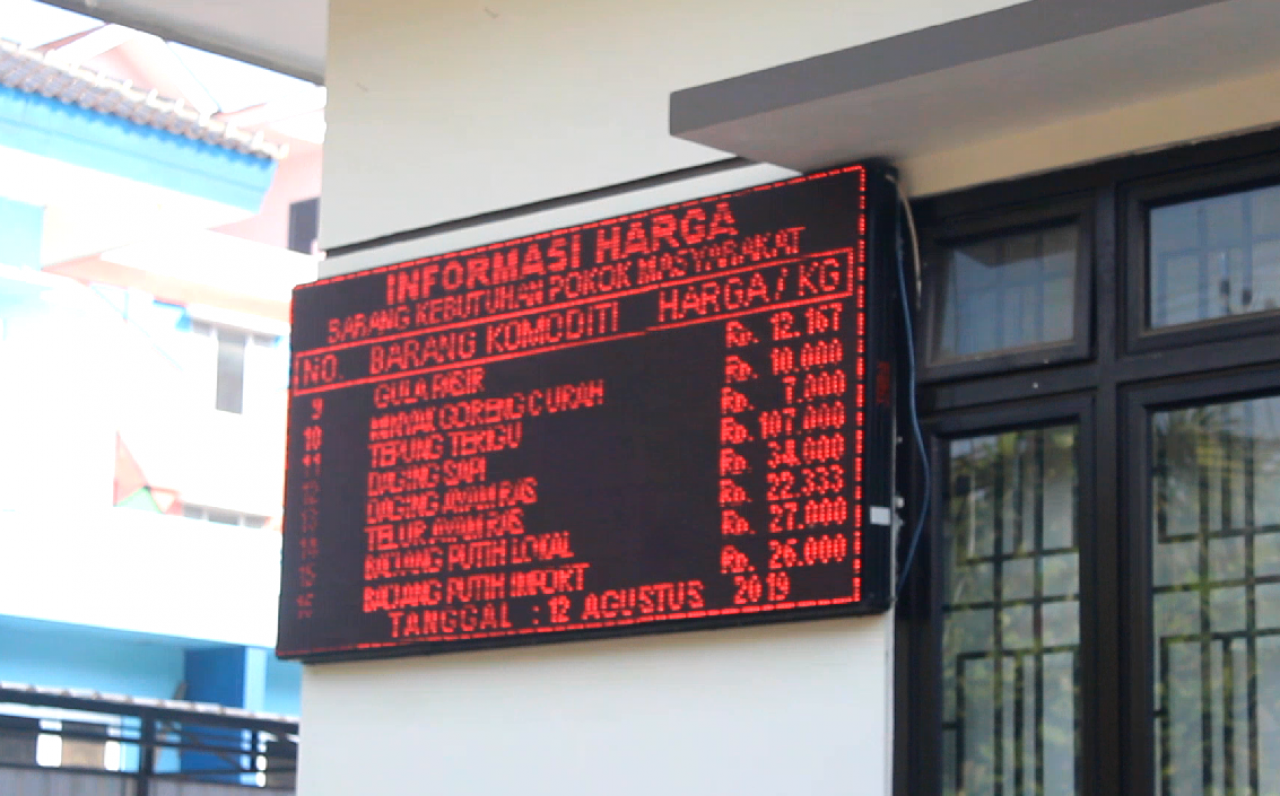 INFORMASI HARGA
BARANG KEBUTUHAN POKOK MASYARAKAT
NO. BARANG KOMODITI HARGA / KG
9 GULA PASIR Rp. 12.167
10 MINYAK GORENG CURAH Rp. 10.000
11 TEPUNG TERIGU Rp. 7.000
12 DAGING SAPI Rp. 107.000
13 DAGING AYAM RAS Rp. 34.000
14 TELUR AYAM RAS Rp. 22.333
15 BAWANG PUTIH LOKAL Rp. 27.000
16 BAWANG PUTIH IMPORT Rp. 26.000
TANGGAL : 12 AGUSTUS 2019